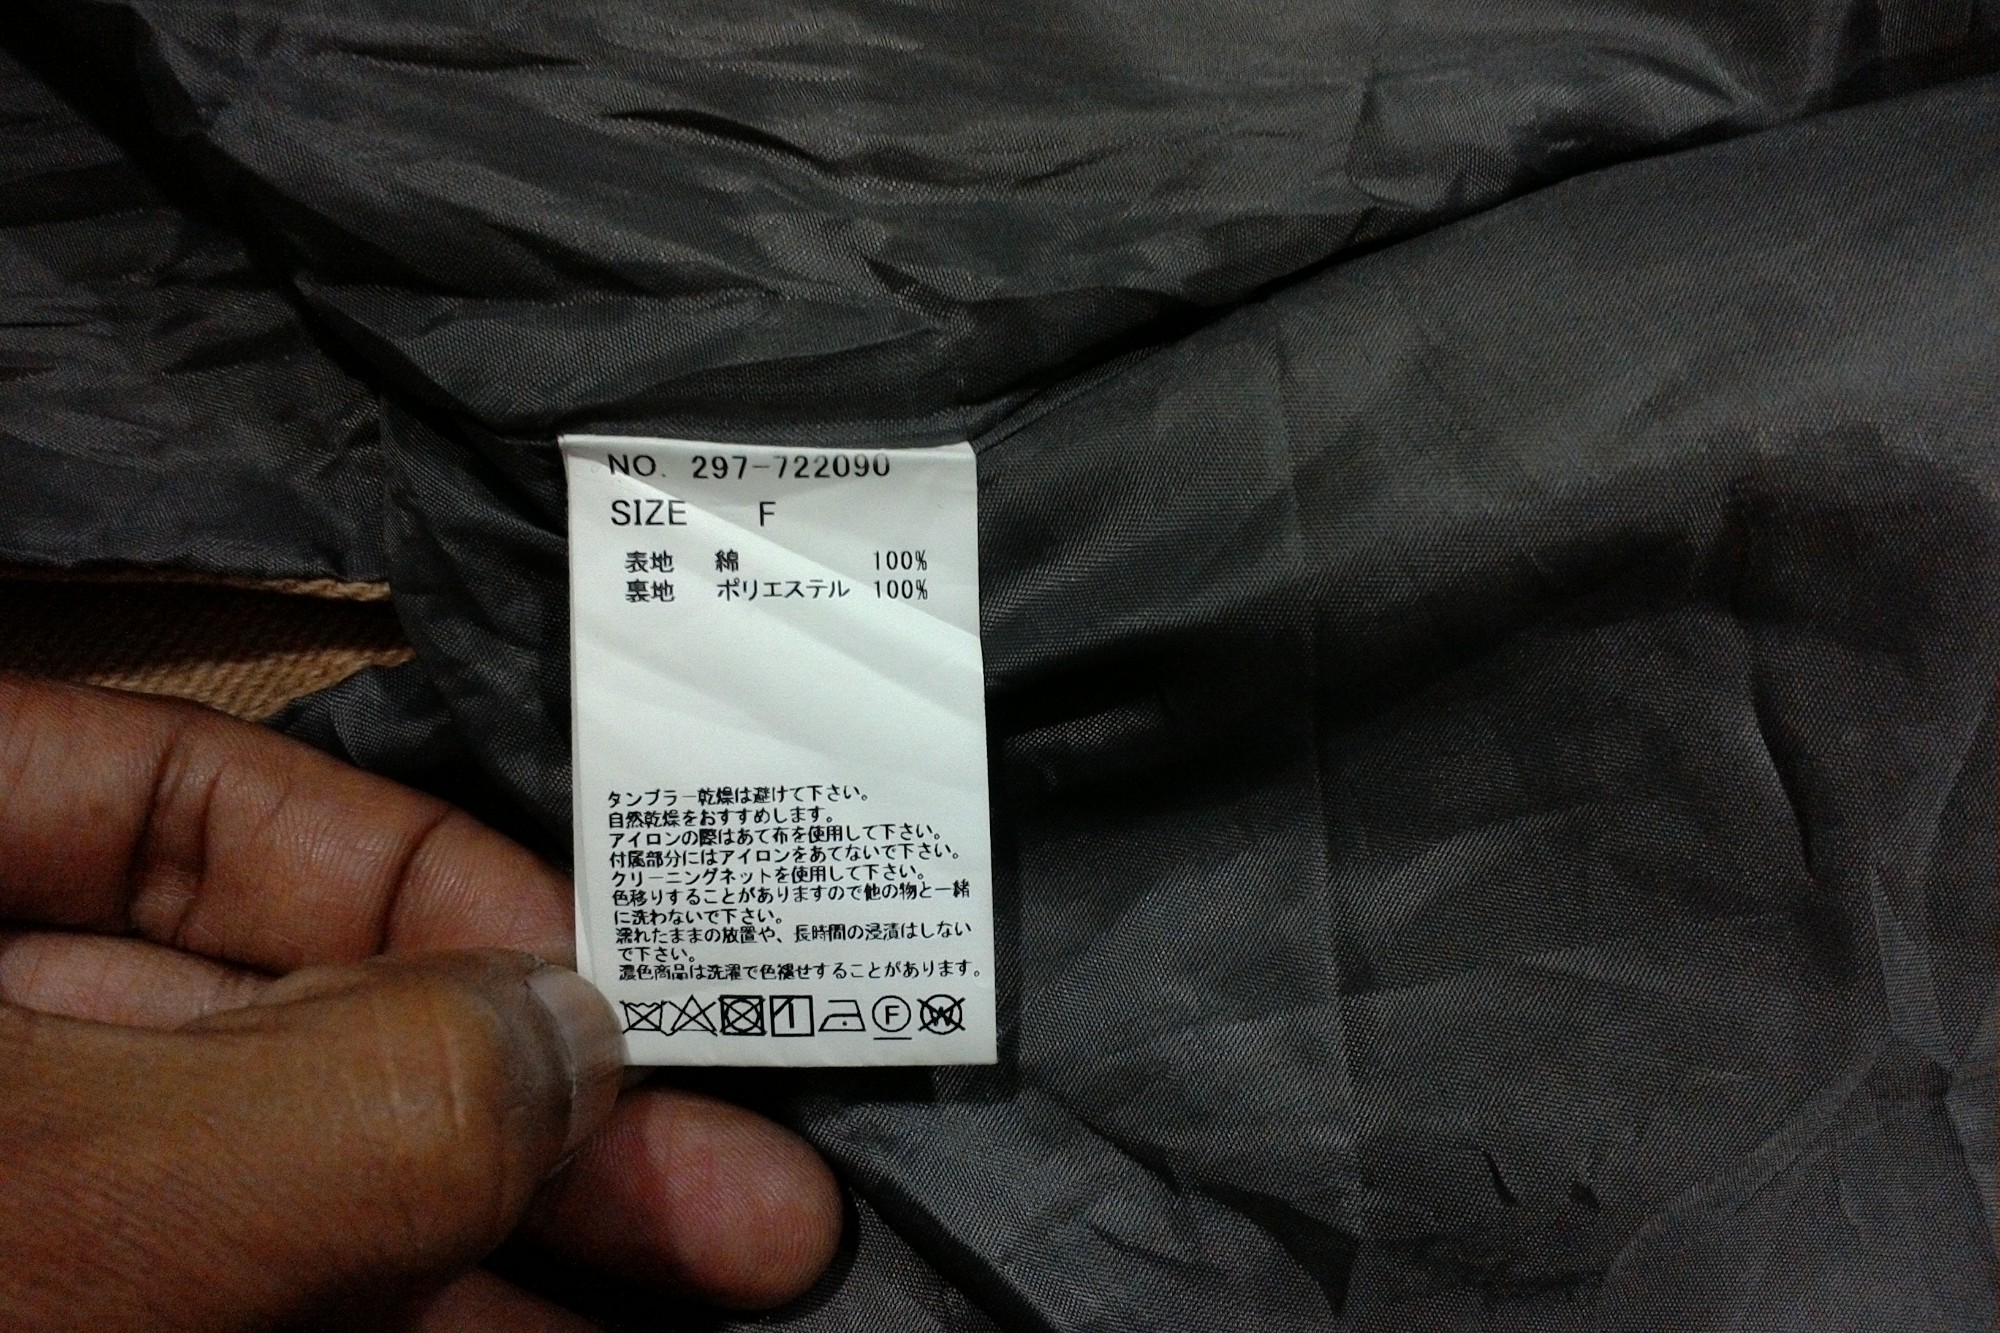 NO. 297-722090
SIZE F
表地 綿 100%
裏地 ポリエステル 100%
タンブラー乾燥は避けて下さい。
自然乾燥をおすすめします。
アイロンの際はあて布を使用して下さい。
付属部分にはアイロンをあてないで下さい。
クリーニングネットを使用して下さい。
色移りすることがありますので他の物と一緒
に洗わないで下さい。
濡れたままの放置や、長時間の浸漬はしない
で下さい。
濃色商品は洗濯で色褪せすることがあります。
F W